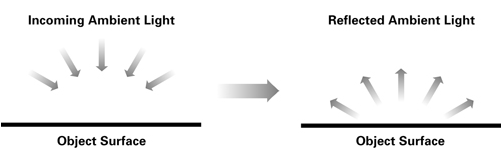 Incoming Ambient Light
Reflected Ambient Light
Object Surface
Object Surface